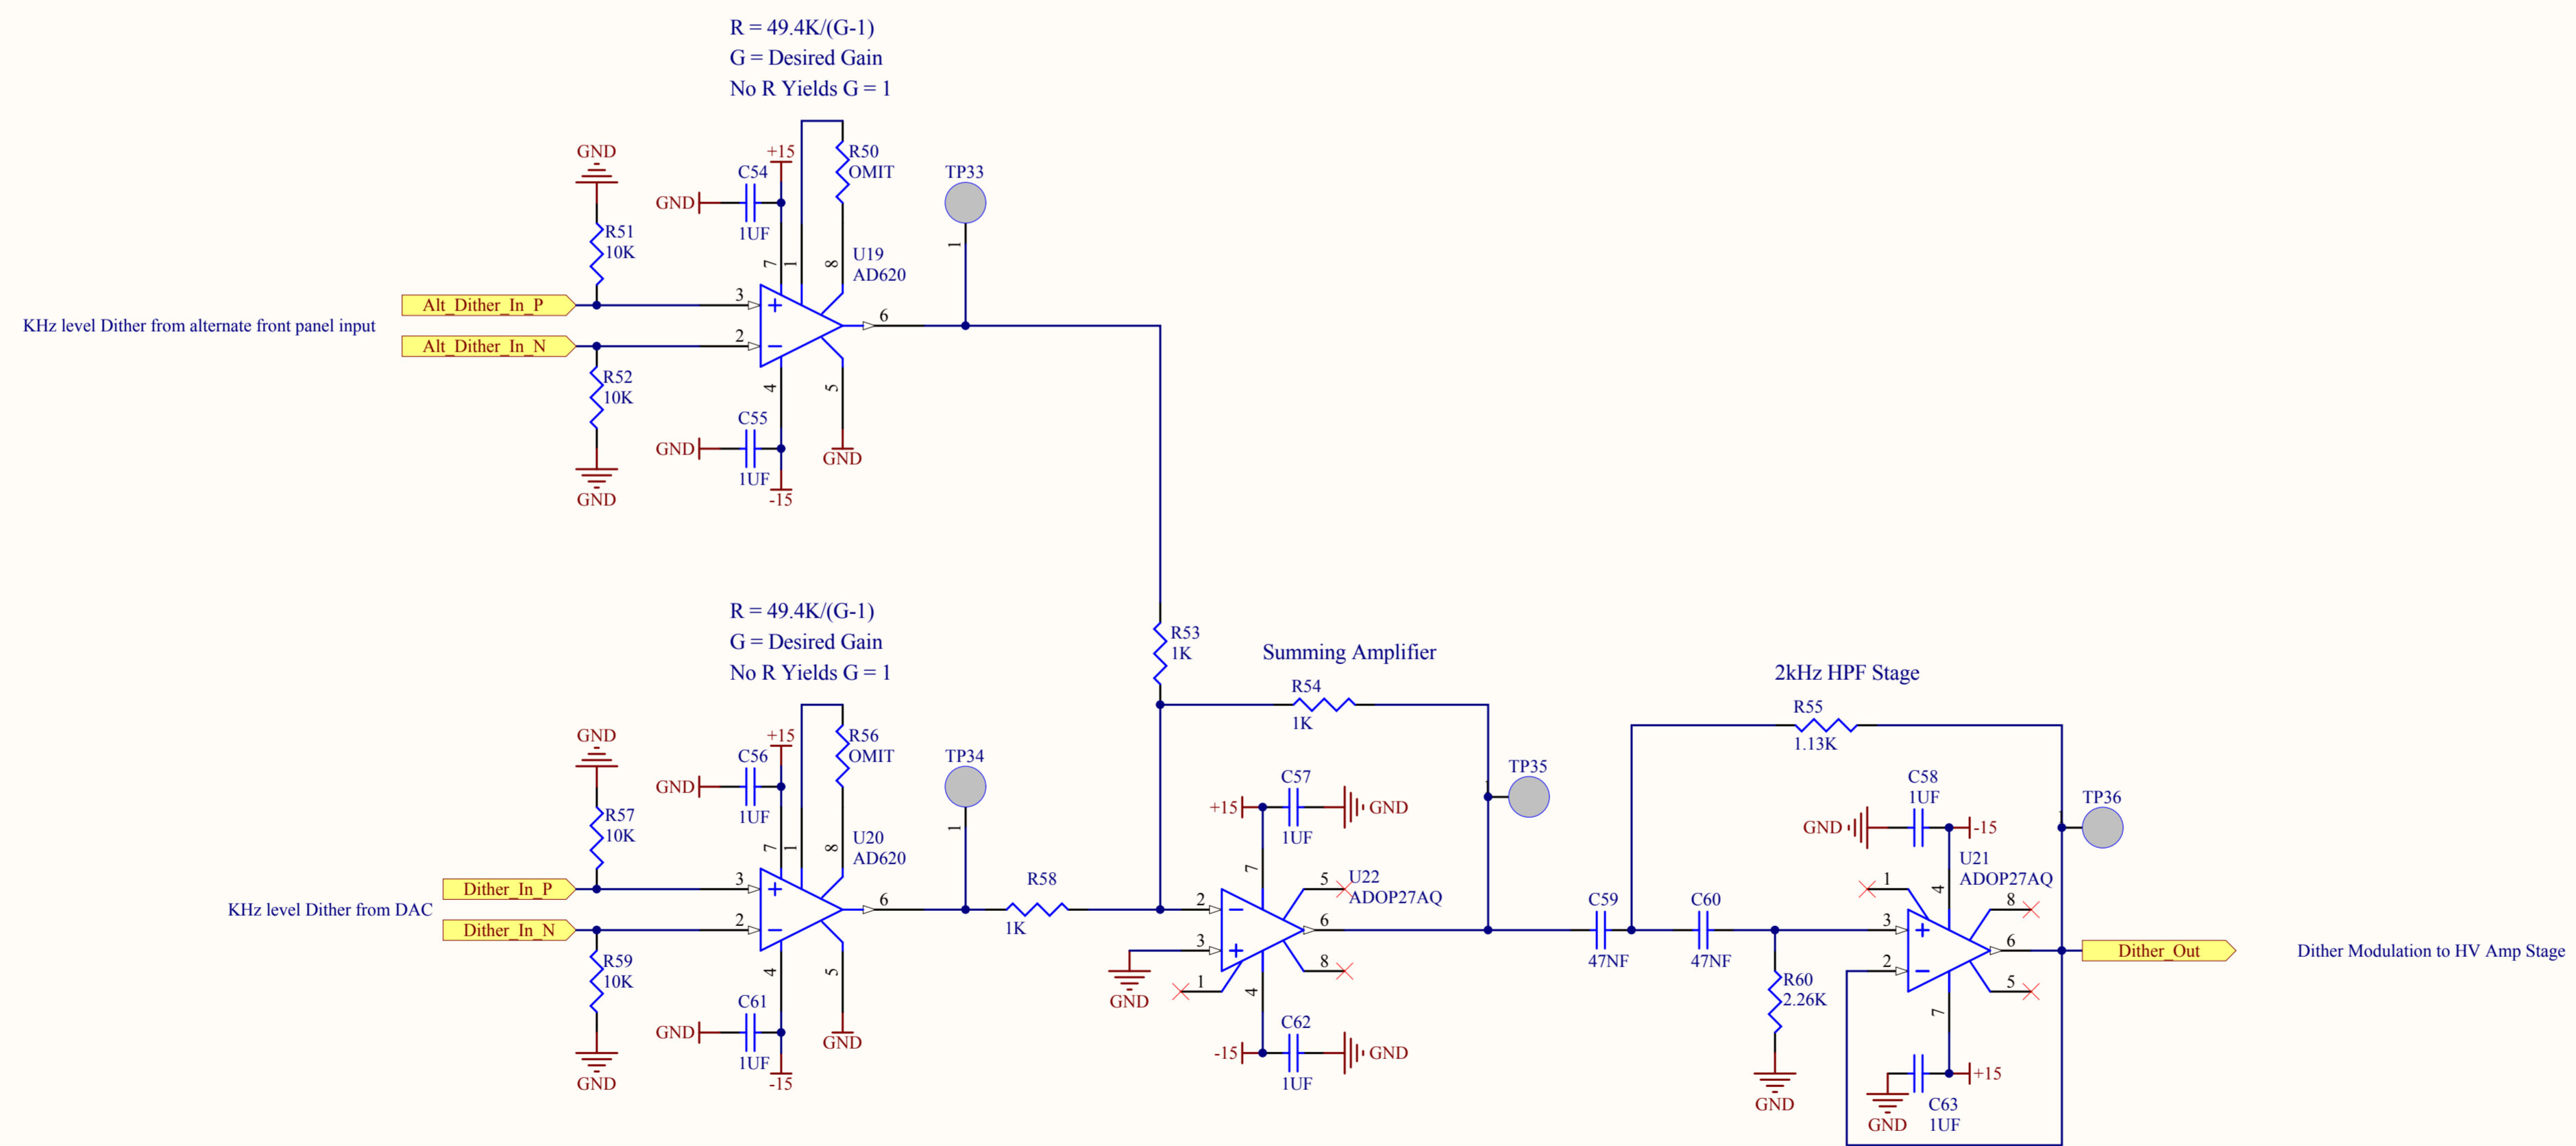 R = 49.4K/(G-1)
G = Desired Gain
No R Yields G = 1
GND
R51
10K
C54
GND
1UF
+15
R50
OMIT
TP33
1
7
1
8
U19
AD620
KHz level Dither from alternate front panel input
Alt_Dither_In_P
Alt_Dither_In_N
3
2
6
R52
10K
GND
4
5
C55
GND
1UF
-15
GND
R = 49.4K/(G-1)
G = Desired Gain
No R Yields G = 1
GND
R57
10K
C56
GND
1UF
+15
R56
OMIT
TP34
1
7
1
8
U20
AD620
KHz level Dither from DAC
Dither_In_P
Dither_In_N
3
2
6
R59
10K
GND
4
5
C61
GND
1UF
-15
GND
R58
1K
R53
1K
Summing Amplifier
R54
1K
TP35
1
C57
+15
GND
1UF
7
5
U22
ADOP27AQ
2
3
6
8
1
GND
4
C62
-15
GND
1UF
2kHz HPF Stage
R55
1.13K
C59
47NF
C60
47NF
R60
2.26K
GND
C58
1UF
GND
-15
U21
ADOP27AQ
1
4
8
3
2
6
5
7
TP36
1
Dither_Out
Dither Modulation to HV Amp Stage
+15
GND
C63
1UF